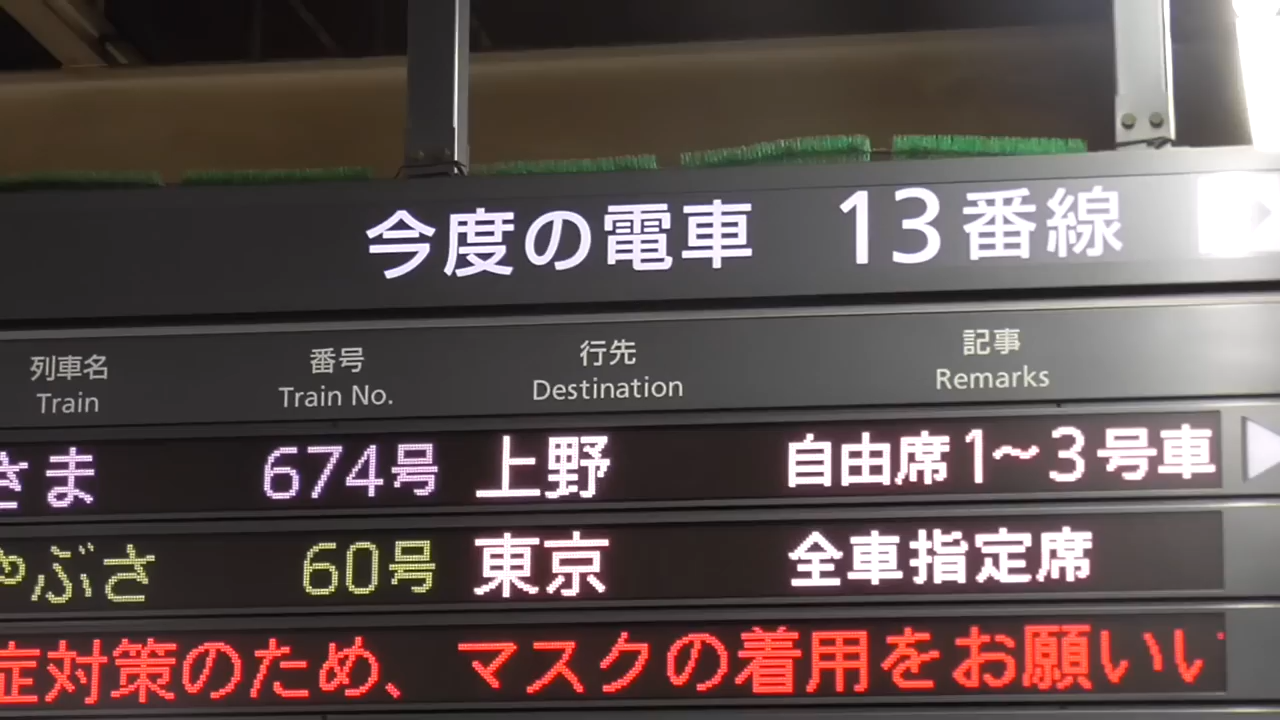 今度の電車 13番線
列車名 番号 行先 記事
Train Train No. Destination Remarks
さま 674号 上野 自由席1~3号車
ぶさ 60号 東京 全車指定席
症対策のため、マスクの着用をお願いい